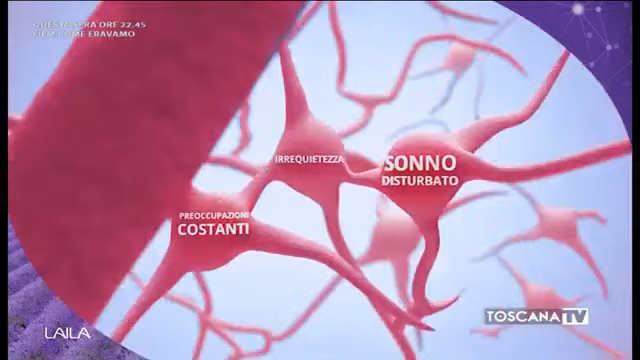 QUESTA SERA ORE 22.45
COME ERAVAMO
IRREQUIETEZZA
SONNO
DISTURBATO
PREOCCUPAZIONI
COSTANTI
LAILA
TOSCANA TV